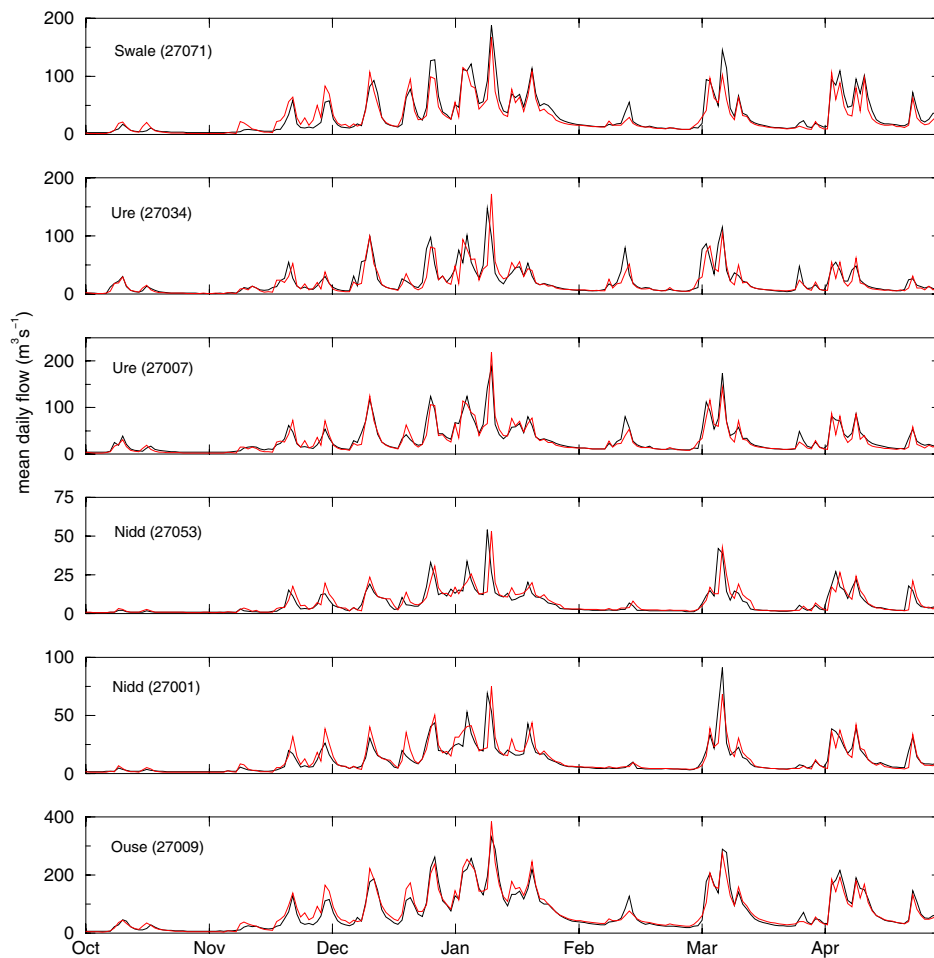 mean daily flow (m³s⁻¹)
200
100
0
Swale (27071)
200
100
0
Ure (27034)
200
100
0
Ure (27007)
75
50
25
0
Nidd (27053)
100
50
0
Nidd (27001)
400
200
0
Ouse (27009)
Oct Nov Dec Jan Feb Mar Apr